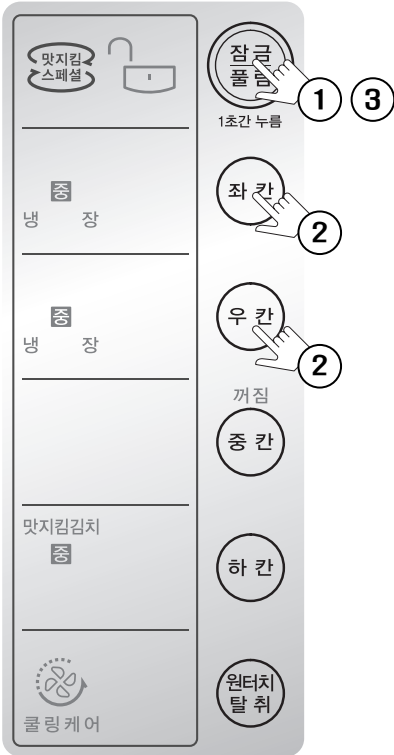 맛지킴
스페셜
잠금
풀림
① ③
1초간 누름
중
냉 장
좌 칸
②
중
냉 장
우 칸
②
꺼짐
중 칸
맛지킴김치
중
하 칸
쿨링케어
원터치
탈 취